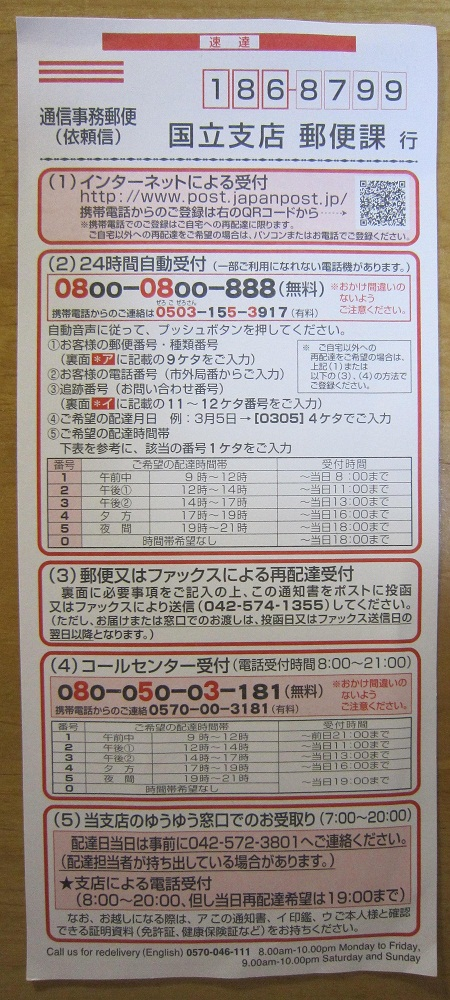 速達
186-8799
通信事務郵便
(依頼信)
国立支店 郵便課 行
(1) インターネットによる受付
http://www.post.japanpost.jp/
携帯電話からのご登録は右のQRコードから……→
※携帯電話でのご登録はご自宅への再配達に限ります。
ご自宅以外への再配達をご希望の場合は、パソコンまたはお電話でご登録ください。
(2) 24時間自動受付 (一部ご利用になれない電話機があります。)
0800-0800-888(無料)
※おかけ間違いの
ないよう
ご注意ください。
ぜろ ご ぜろさん
携帯電話からのご連絡は0503-155-3917(有料)
自動音声に従って、プッシュボタンを押してください。
①お客様の郵便番号・種類番号
(裏面※アに記載の9ケタをご入力)
②お客様の電話番号(市外局番からご入力)
③追跡番号(お問い合わせ番号)
(裏面※イに記載の11~12ケタ番号をご入力)
※ ご自宅以外への
再配達をご希望の場合は、
上記(1)または
以下の(3)、(4)の方法で
ご登録ください。
④ご希望の配達月日 例:3月5日→[0305]4ケタでご入力
⑤ご希望の配達時間帯
下表を参考に、該当の番号1ケタをご入力
番号 ご希望の配達時間帯 受付時間
1 午前中 9時~12時 ~当日8:00まで
2 午後① 12時~14時 ~当日11:00まで
3 午後② 14時~17時 ~当日13:00まで
4 夕方 17時~19時 ~当日16:00まで
5 夜間 19時~21時 ~当日18:00まで
0 時間帯希望なし ~当日18:00まで
(3) 郵便又はファックスによる再配達受付
裏面に必要事項をご記入の上、この通知書をポストに投函
又はファックスにより送信(042-574-1355)してください。
(ただし、お届けまたは窓口でのお渡しは、投函日又はファックス送信日の
翌日以降となります。)
(4) コールセンター受付(電話受付時間8:00~21:00)
080-050-03-181(無料)
※おかけ間違いの
ないよう
ご注意ください。
携帯電話からのご連絡0570-00-3181(有料)
番号 ご希望の配達時間帯 受付時間
1 午前中 9時~12時 ~前日21:00まで
2 午後① 12時~14時 ~当日11:00まで
3 午後② 14時~17時 ~当日13:00まで
4 夕方 17時~19時 ~当日16:00まで
5 夜間 19時~21時 ~当日19:00まで
0 時間帯希望なし
(5) 当支店のゆうゆう窓口でのお受取り(7:00~20:00)
配達日当日は事前に042-572-3801へご連絡ください。
(配達担当者が持ち出している場合があります。)
★支店による電話受付
(8:00~20:00、但し当日再配達希望は19:00まで)
なお、お越しになる際は、ア この通知書、イ 印鑑、ウ ご本人様と確認
できる証明資料(免許証、健康保険証など)をお持ちください。
Call us for redelivery (English) 0570-046-111 8.00am-10.00pm Monday to Friday,
9.00am-10.00pm Saturday and Sunday